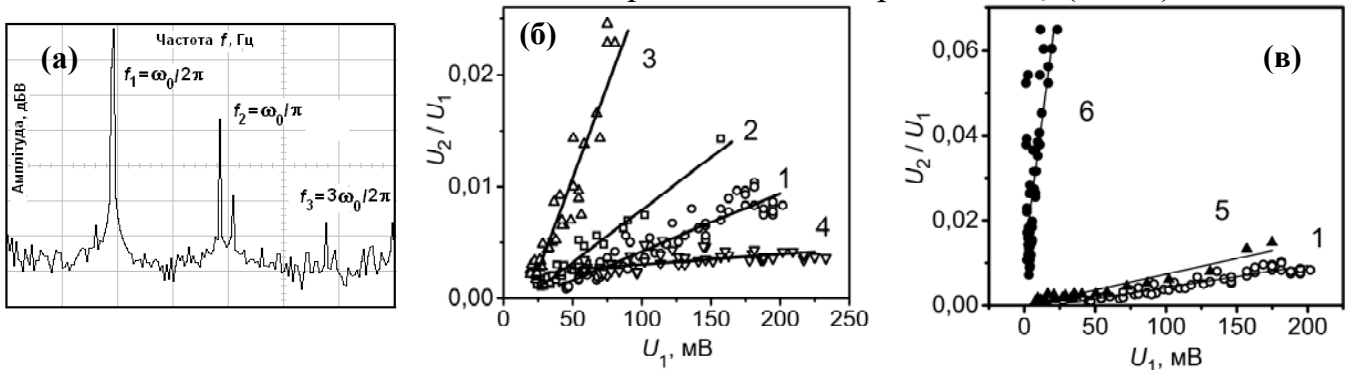 (а)
Частота f, Гц
Амплітуда, дБВ
f₁=ω₀/2π
f₂=ω₀/π
f₃=3ω₀/2π
(б)
U₂ / U₁
0,02
0,01
0,00
0 50 100 150 200 250
U₁, мВ
3
2
1
4
(в)
U₂ / U₁
0,06
0,04
0,02
0,00
0 50 100 150 200
U₁, мВ
6
5
1